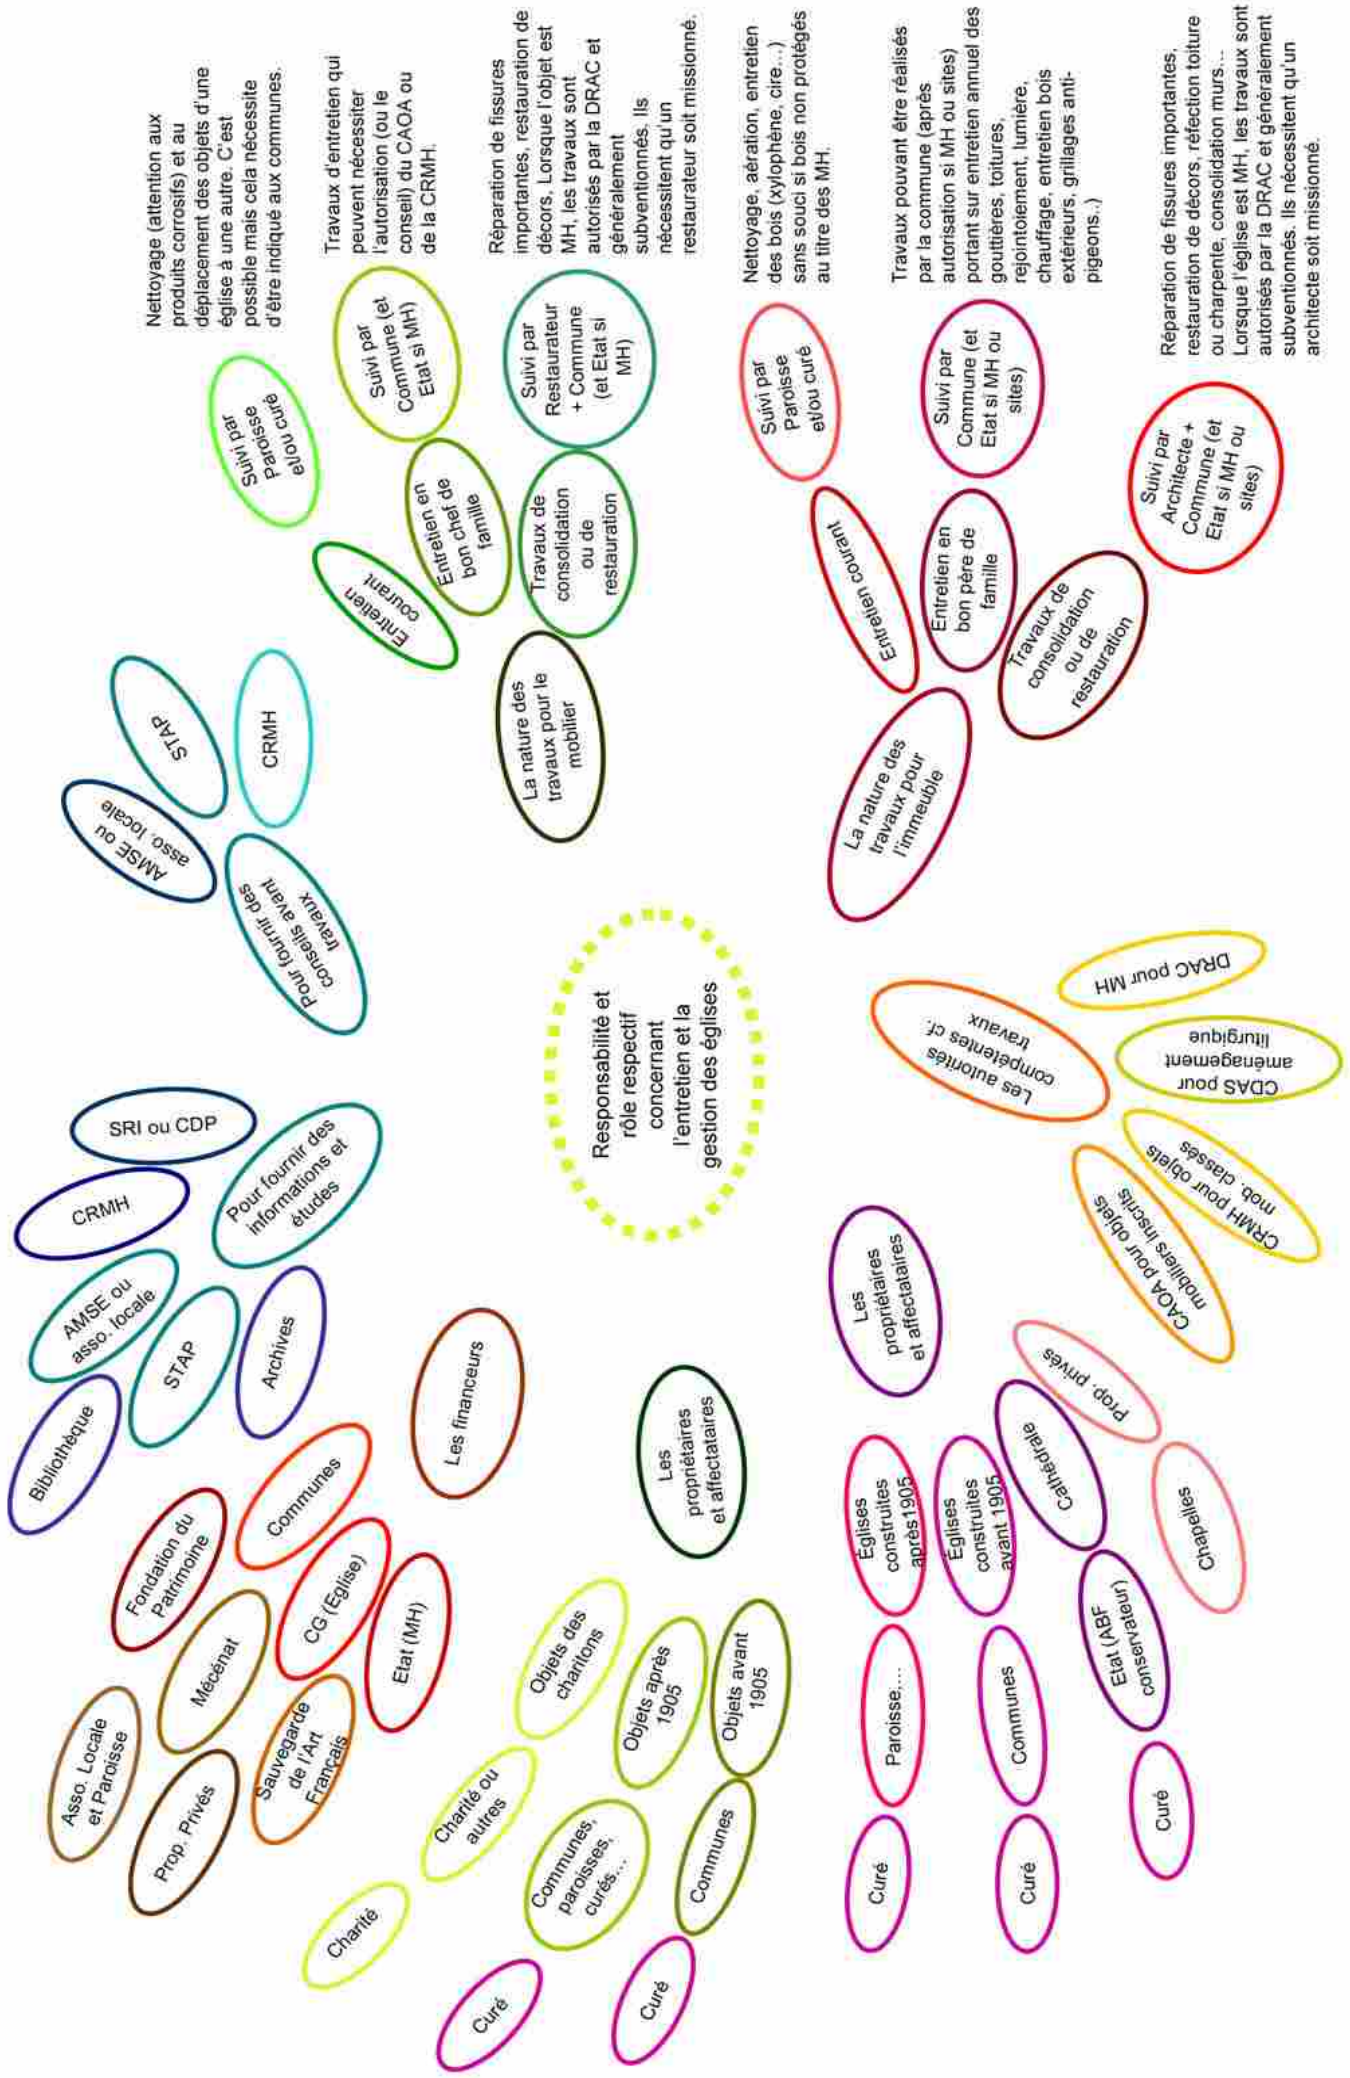 Responsabilité et
rôle respectif
concernant
l'entretien et la
gestion des églises
Pour fournir des
informations et
études
SRI ou CDP
CRMH
AMSE ou
asso. locale
STAP
Bibliothèque
Archives
Pour fournir des
conseils avant
travaux
AMSE ou
asso. locale
STAP
CRMH
La nature des
travaux pour le
mobilier
Entretien
courant
Suivi par
Paroisse
et/ou curé
Nettoyage (attention aux
produits corrosifs) et au
déplacement des objets d'une
église à une autre. C'est
possible mais cela nécessite
d'être indiqué aux communes.
Entretien en
bon chef de
famille
Suivi par
Commune (et
Etat si MH)
Travaux d'entretien qui
peuvent nécessiter
l'autorisation (ou le
conseil) du CAOA ou
de la CRMH.
Travaux de
consolidation
ou de
restauration
Suivi par
Restaurateur
+ Commune
(et Etat si
MH)
Réparation de fissures
importantes, restauration de
décors, Lorsque l'objet est
MH, les travaux sont
autorisés par la DRAC et
généralement
subventionnés. Ils
nécessitent qu'un
restaurateur soit missionné.
La nature des
travaux pour
l'immeuble
Entretien courant
Suivi par
Paroisse
et/ou curé
Nettoyage, aération, entretien
des bois (xylophène, cire...)
sans souci si bois non protégés
au titre des MH.
Entretien en
bon père de
famille
Suivi par
Commune (et
Etat si MH ou
sites)
Travaux pouvant être réalisés
par la commune (après
autorisation si MH ou sites)
portant sur entretien annuel des
gouttières, toitures,
rejointoiement, lumière,
chauffage, entretien bois
extérieurs, grillages anti-
pigeons..)
Travaux de
consolidation
ou de
restauration
Suivi par
Architecte +
Commune (et
Etat si MH ou
sites)
Réparation de fissures importantes,
restauration de décors, réfection toiture
ou charpente, consolidation murs...
Lorsque l'église est MH, les travaux sont
autorisés par la DRAC et généralement
subventionnés. Ils nécessitent qu'un
architecte soit missionné.
Les autorités
compétentes cf.
travaux
DRAC pour MH
CDAS pour
aménagement
liturgique
CRMH pour objets
mob. classés
CAOA pour objets
mobiliers inscrits
Les
propriétaires
et affectataires
Églises
construites
après1905
Paroisse...
Curé
Églises
construites
avant 1905
Communes
Curé
Cathédrale
Etat (ABF
conservateur)
Curé
Prop. privés
Chapelles
Les
propriétaires
et affectataires
Objets des
charitons
Charité ou
autres
Charité
Objets après
1905
Communes,
paroisses,
curés...
Curé
Objets avant
1905
Communes
Curé
Les financeurs
Communes
CG (Eglise)
Etat (MH)
Fondation du
Patrimoine
Mécénat
Sauvegarde
de l'Art
Français
Asso. Locale
et Paroisse
Prop. Privés